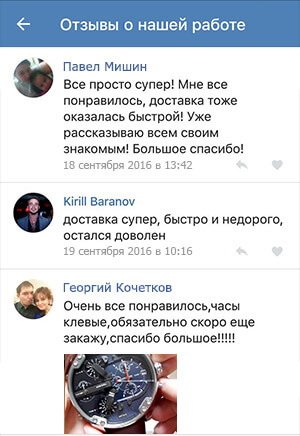 Отзывы о нашей работе
Павел Мишин
Все просто супер! Мне все
понравилось, доставка тоже
оказалась быстрой! Уже
рассказываю всем своим
знакомым! Большое спасибо!
18 сентября 2016 в 13:42
Kirill Baranov
доставка супер, быстро и недорого,
остался доволен
19 сентября 2016 в 10:16
Георгий Кочетков
Очень все понравилось,часы
клевые,обязательно скоро еще
закажу,спасибо большое!!!!!